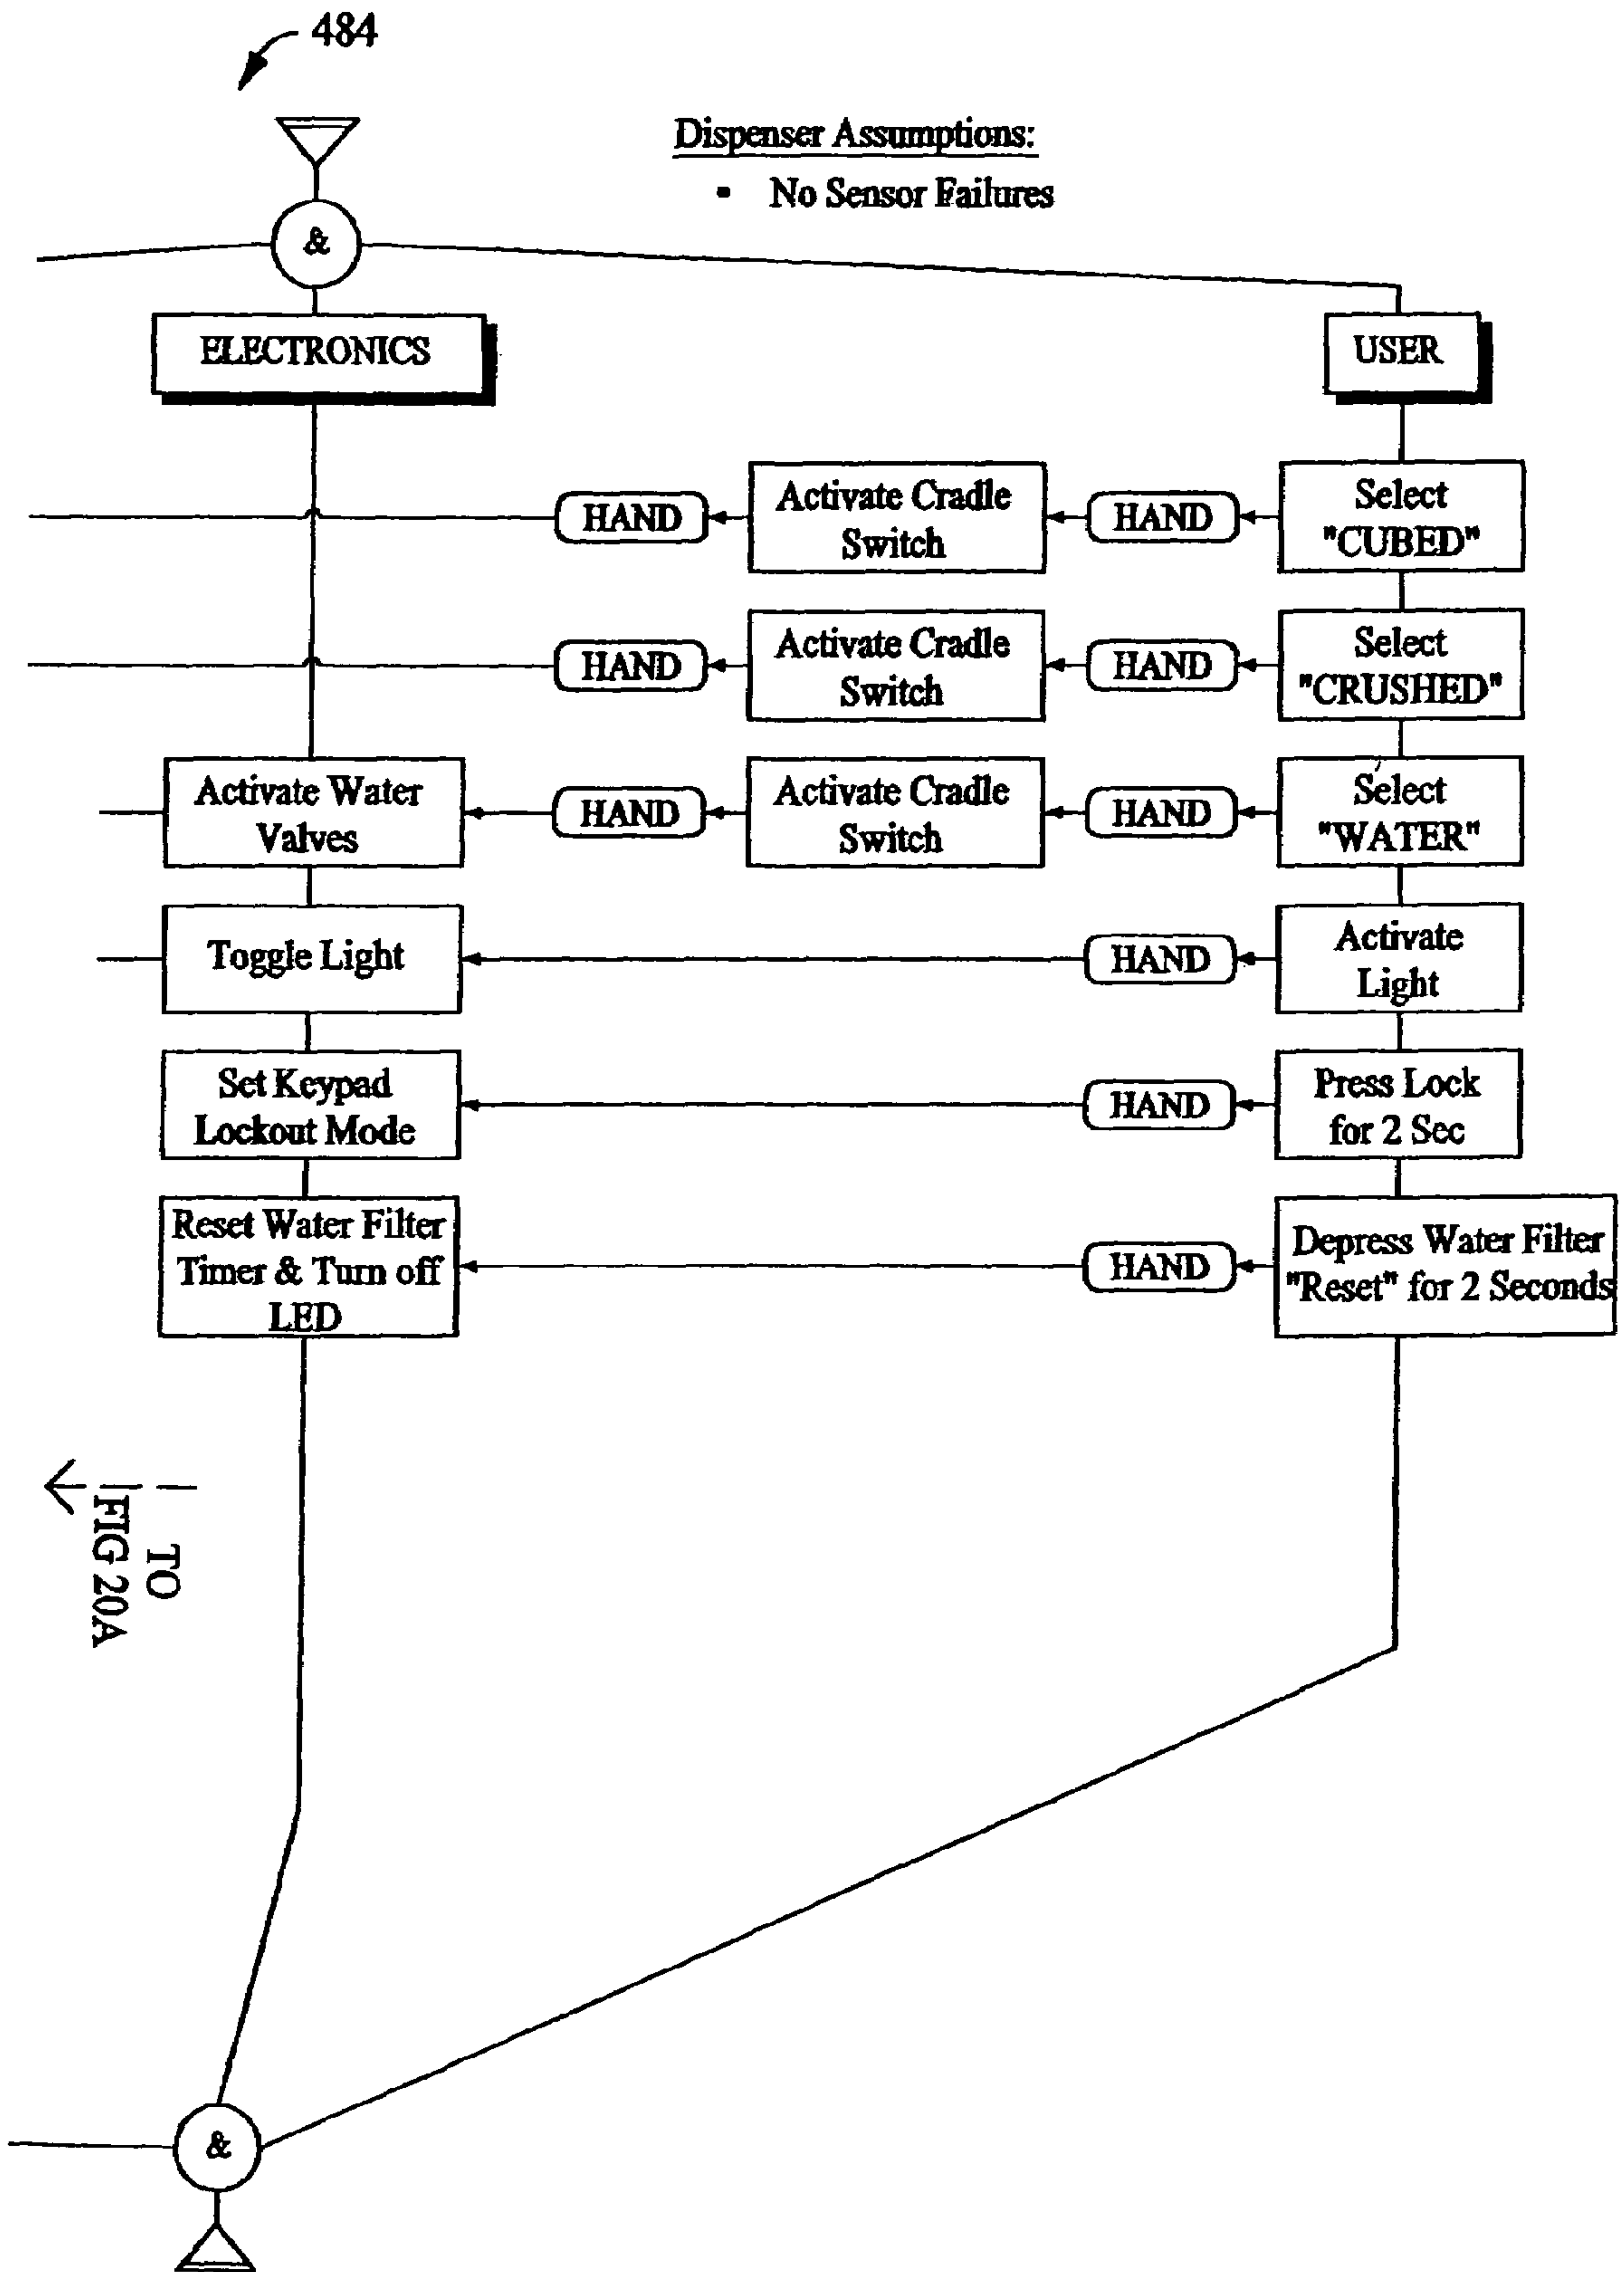 484
Dispenser Assumptions:
▪ No Sensor Failures
&
ELECTRONICS
USER
HAND
Activate Cradle
Switch
HAND
Select
"CUBED"
HAND
Activate Cradle
Switch
HAND
Select
"CRUSHED"
Activate Water
Valves
HAND
Activate Cradle
Switch
HAND
Select
"WATER"
Toggle Light
HAND
Activate
Light
Set Keypad
Lockout Mode
HAND
Press Lock
for 2 Sec
Reset Water Filter
Timer & Turn off
LED
HAND
Depress Water Filter
"Reset" for 2 Seconds
TO
FIG 20A
&